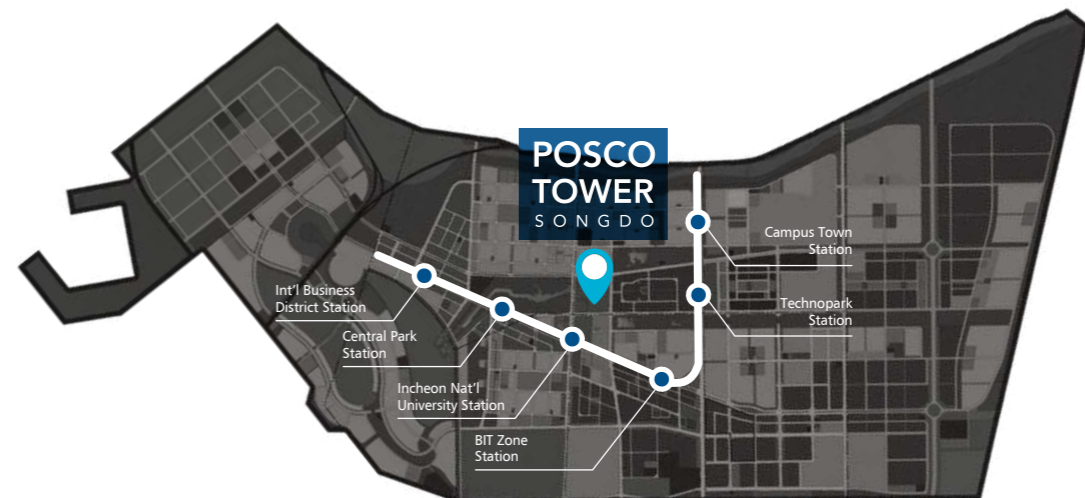 POSCO
TOWER
SONGDO
Campus Town
Station
Int'l Business
District Station
Technopark
Station
Central Park
Station
Incheon Nat'l
University Station
BIT Zone
Station